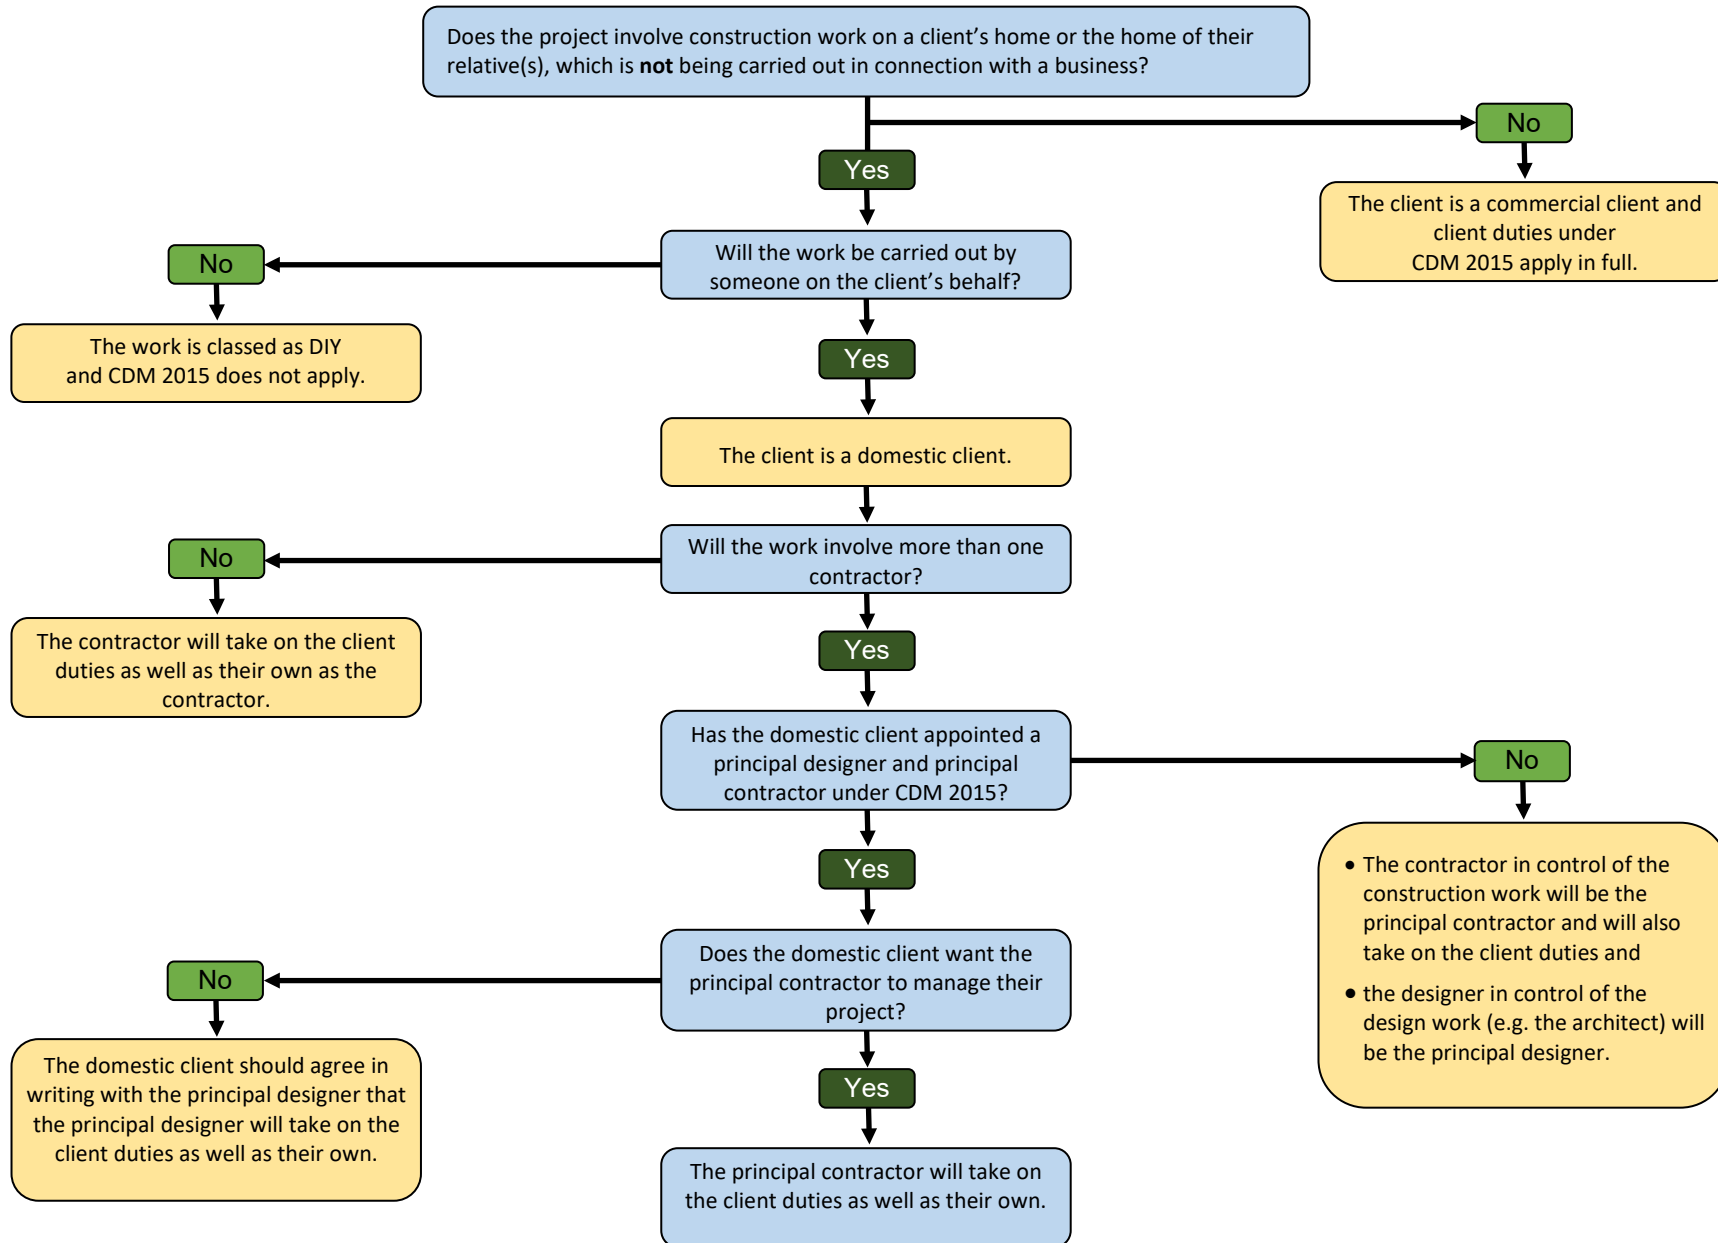 Does the project involve construction work on a client’s home or the home of their
relative(s), which is not being carried out in connection with a business?
No
Yes
The client is a commercial client and
client duties under
CDM 2015 apply in full.
Will the work be carried out by
someone on the client’s behalf?
No
The work is classed as DIY
and CDM 2015 does not apply.
Yes
The client is a domestic client.
Will the work involve more than one
contractor?
No
The contractor will take on the client
duties as well as their own as the
contractor.
Yes
Has the domestic client appointed a
principal designer and principal
contractor under CDM 2015?
No
• The contractor in control of the
construction work will be the
principal contractor and will also
take on the client duties and
• the designer in control of the
design work (e.g. the architect) will
be the principal designer.
Yes
Does the domestic client want the
principal contractor to manage their
project?
No
The domestic client should agree in
writing with the principal designer that
the principal designer will take on the
client duties as well as their own.
Yes
The principal contractor will take on
the client duties as well as their own.